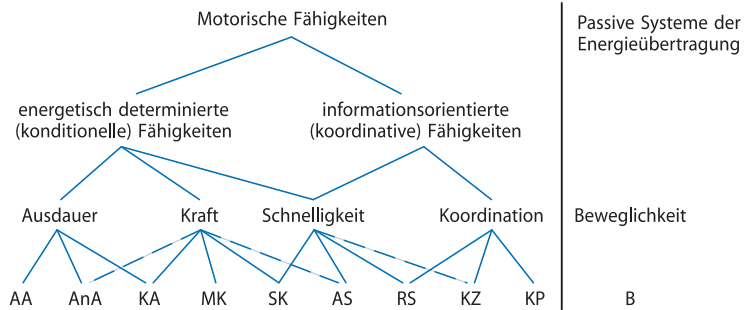 Motorische Fähigkeiten
Passive Systeme der
Energieübertragung
energetisch determinierte
(konditionelle) Fähigkeiten
informationsorientierte
(koordinative) Fähigkeiten
Ausdauer Kraft Schnelligkeit Koordination Beweglichkeit
AA AnA KA MK SK AS RS KZ KP B